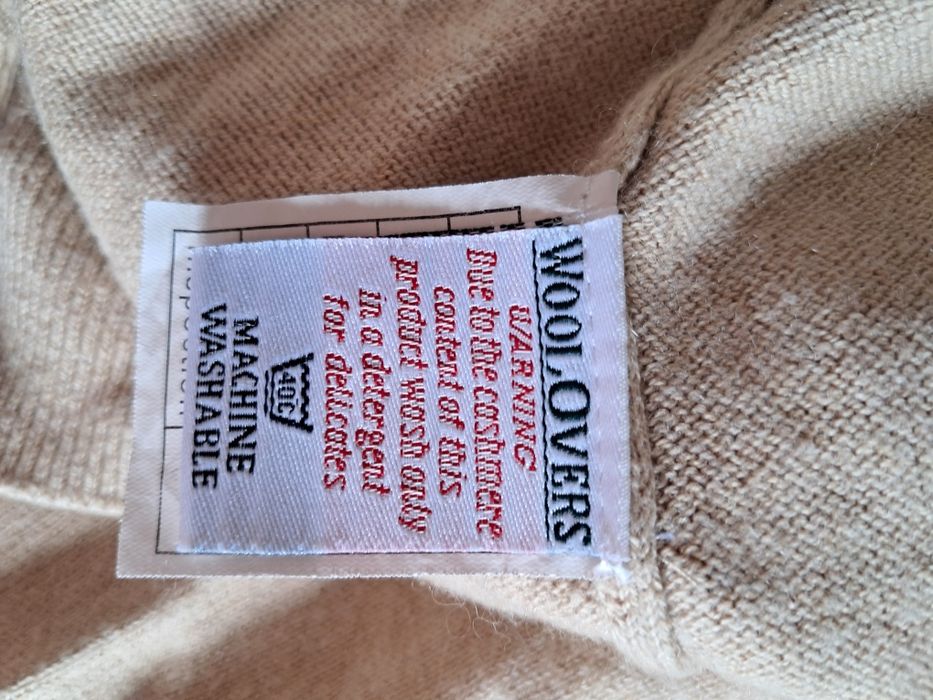 WOOLOVERS
WARNING
Due to the cashmere
content of this
product wash only
in a detergent
for delicates
40C
MACHINE
WASHABLE